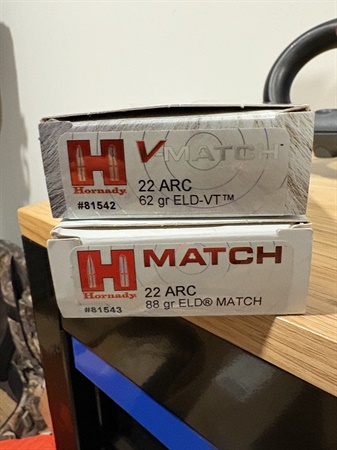 V-MATCH
H
Hornady
22 ARC
#81542
62 gr ELD-VT™
H
MATCH
Hornady
22 ARC
#81543
88 gr ELD® MATCH